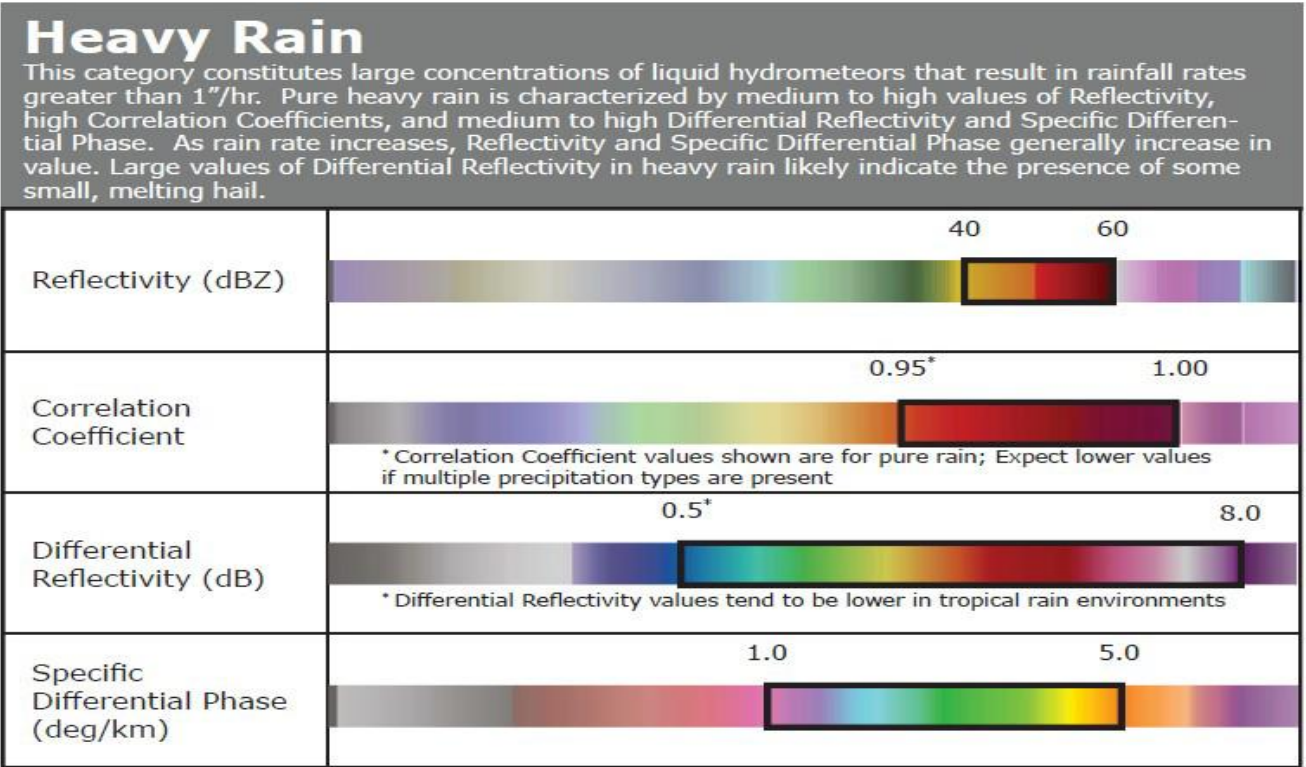 Heavy Rain
This category constitutes large concentrations of liquid hydrometeors that result in rainfall rates
greater than 1″/hr.  Pure heavy rain is characterized by medium to high values of Reflectivity,
high Correlation Coefficients, and medium to high Differential Reflectivity and Specific Differen-
tial Phase.  As rain rate increases, Reflectivity and Specific Differential Phase generally increase in
value. Large values of Differential Reflectivity in heavy rain likely indicate the presence of some
small, melting hail.
40 60
Reflectivity (dBZ)
0.95* 1.00
Correlation
Coefficient
*Correlation Coefficient values shown are for pure rain; Expect lower values
if multiple precipitation types are present
0.5* 8.0
Differential
Reflectivity (dB)
*Differential Reflectivity values tend to be lower in tropical rain environments
1.0 5.0
Specific
Differential Phase
(deg/km)